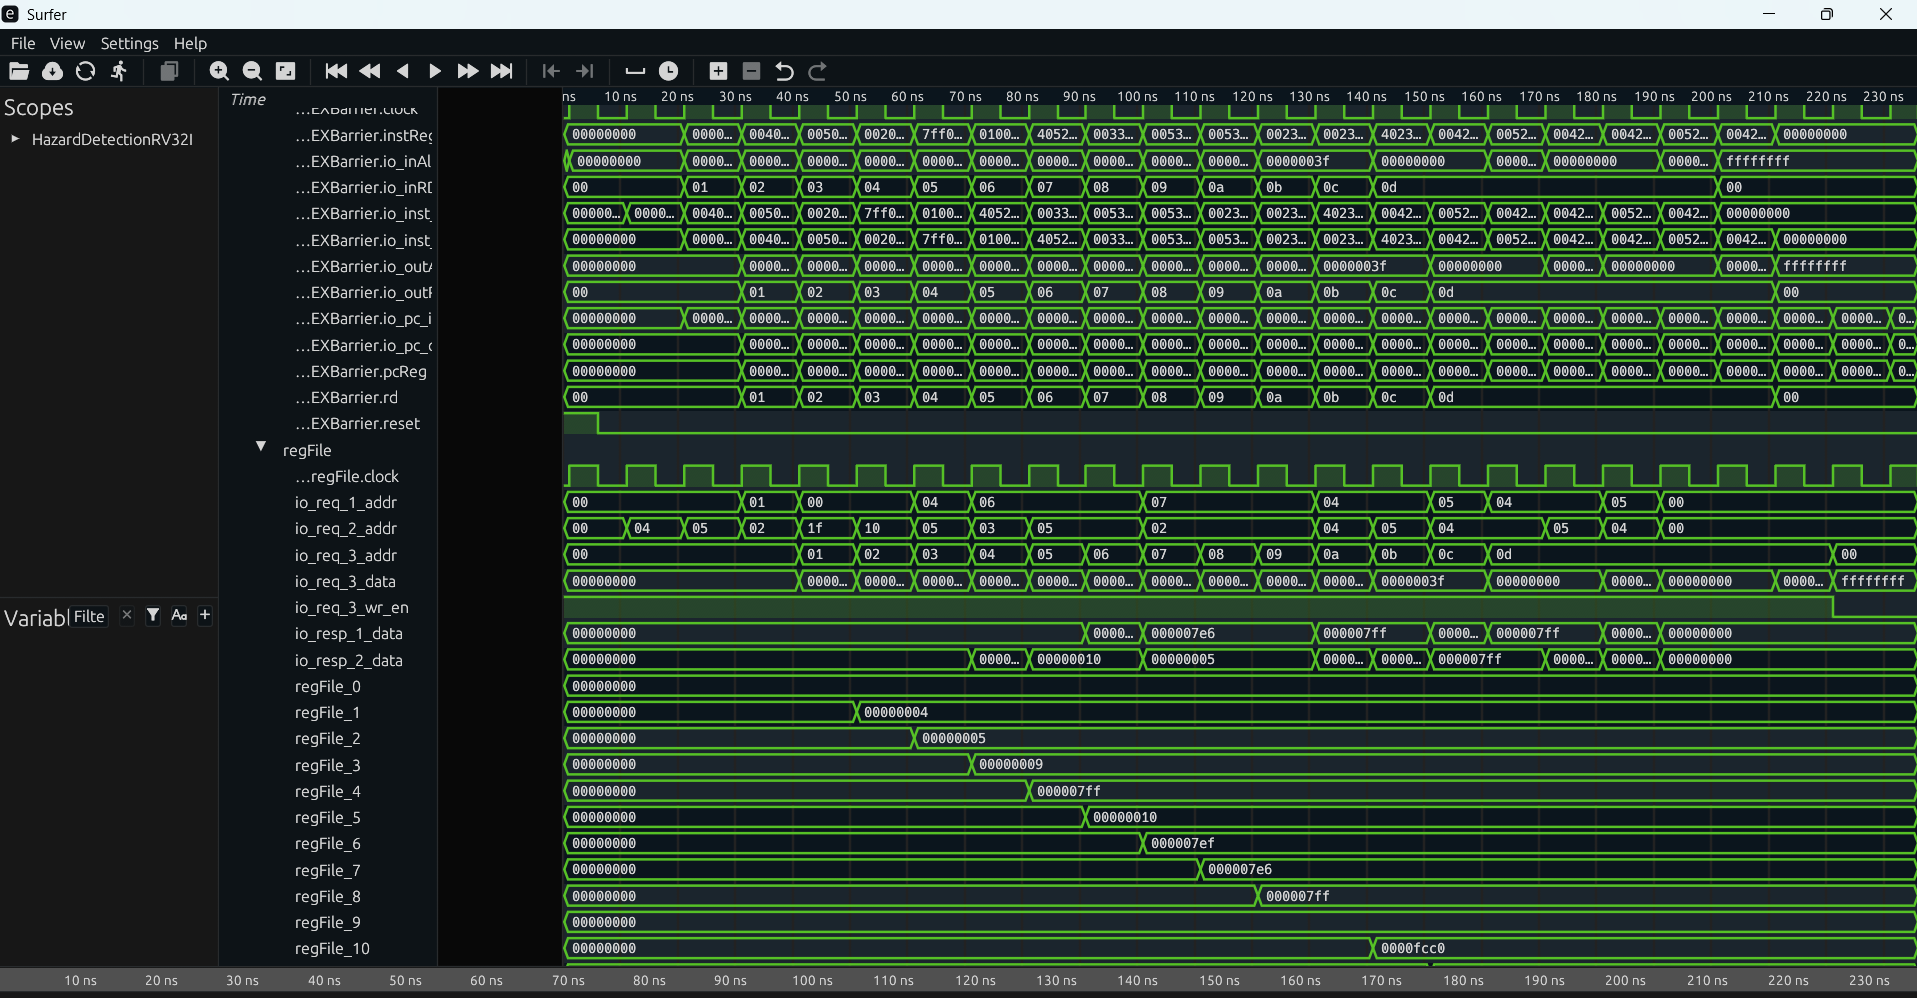 Surfer
File View Settings Help
Scopes
HazardDetectionRV32I
Variabl Filte
Time
ns 10 ns 20 ns 30 ns 40 ns 50 ns 60 ns 70 ns 80 ns 90 ns 100 ns 110 ns 120 ns 130 ns 140 ns 150 ns 160 ns 170 ns 180 ns 190 ns 200 ns 210 ns 220 ns 230 ns
...EXBarrier.clock
...EXBarrier.instReg 00000000 0000... 0040... 0050... 0020... 7ff0... 0100... 4052... 0033... 0053... 0053... 0023... 0023... 4023... 0042... 0052... 0042... 0042... 0052... 0042... 00000000
...EXBarrier.io_inAl 00000000 0000... 0000... 0000... 0000... 0000... 0000... 0000... 0000... 0000... 0000... 0000003f 00000000 0000... 00000000 0000... ffffffff
...EXBarrier.io_inRD 00 01 02 03 04 05 06 07 08 09 0a 0b 0c 0d 00
...EXBarrier.io_inst_ 00000... 0000... 0040... 0050... 0020... 7ff0... 0100... 4052... 0033... 0053... 0053... 0023... 0023... 4023... 0042... 0052... 0042... 0042... 0052... 0042... 00000000
...EXBarrier.io_inst_ 00000000 0000... 0040... 0050... 0020... 7ff0... 0100... 4052... 0033... 0053... 0053... 0023... 0023... 4023... 0042... 0052... 0042... 0042... 0052... 0042... 00000000
...EXBarrier.io_outA 00000000 0000... 0000... 0000... 0000... 0000... 0000... 0000... 0000... 0000... 0000... 0000003f 00000000 0000... 00000000 0000... ffffffff
...EXBarrier.io_outR 00 01 02 03 04 05 06 07 08 09 0a 0b 0c 0d 00
...EXBarrier.io_pc_i 00000000 0000... 0000... 0000... 0000... 0000... 0000... 0000... 0000... 0000... 0000... 0000... 0000... 0000... 0000... 0000... 0000... 0000... 0000... 0000... 0000... 0000... 0...
...EXBarrier.io_pc_o 00000000 0000... 0000... 0000... 0000... 0000... 0000... 0000... 0000... 0000... 0000... 0000... 0000... 0000... 0000... 0000... 0000... 0000... 0000... 0000... 0000... 0...
...EXBarrier.pcReg 00000000 0000... 0000... 0000... 0000... 0000... 0000... 0000... 0000... 0000... 0000... 0000... 0000... 0000... 0000... 0000... 0000... 0000... 0000... 0000... 0000... 0...
...EXBarrier.rd 00 01 02 03 04 05 06 07 08 09 0a 0b 0c 0d 00
...EXBarrier.reset
regFile
...regFile.clock
io_req_1_addr 00 01 00 04 06 07 04 05 04 05 00
io_req_2_addr 00 04 05 02 1f 10 05 03 05 02 04 05 04 05 04 00
io_req_3_addr 00 01 02 03 04 05 06 07 08 09 0a 0b 0c 0d 00
io_req_3_data 00000000 0000... 0000... 0000... 0000... 0000... 0000... 0000... 0000... 0000... 0000... 0000003f 00000000 0000... 00000000 0000... ffffffff
io_req_3_wr_en
io_resp_1_data 00000000 0000... 000007e6 000007ff 0000... 000007ff 0000... 00000000
io_resp_2_data 00000000 0000... 00000010 00000005 0000... 0000... 000007ff 0000... 0000... 00000000
regFile_0 00000000
regFile_1 00000000 00000004
regFile_2 00000000 00000005
regFile_3 00000000 00000009
regFile_4 00000000 000007ff
regFile_5 00000000 00000010
regFile_6 00000000 000007ef
regFile_7 00000000 000007e6
regFile_8 00000000 000007ff
regFile_9 00000000
regFile_10 00000000 0000fcc0
10 ns 20 ns 30 ns 40 ns 50 ns 60 ns 70 ns 80 ns 90 ns 100 ns 110 ns 120 ns 130 ns 140 ns 150 ns 160 ns 170 ns 180 ns 190 ns 200 ns 210 ns 220 ns 230 ns